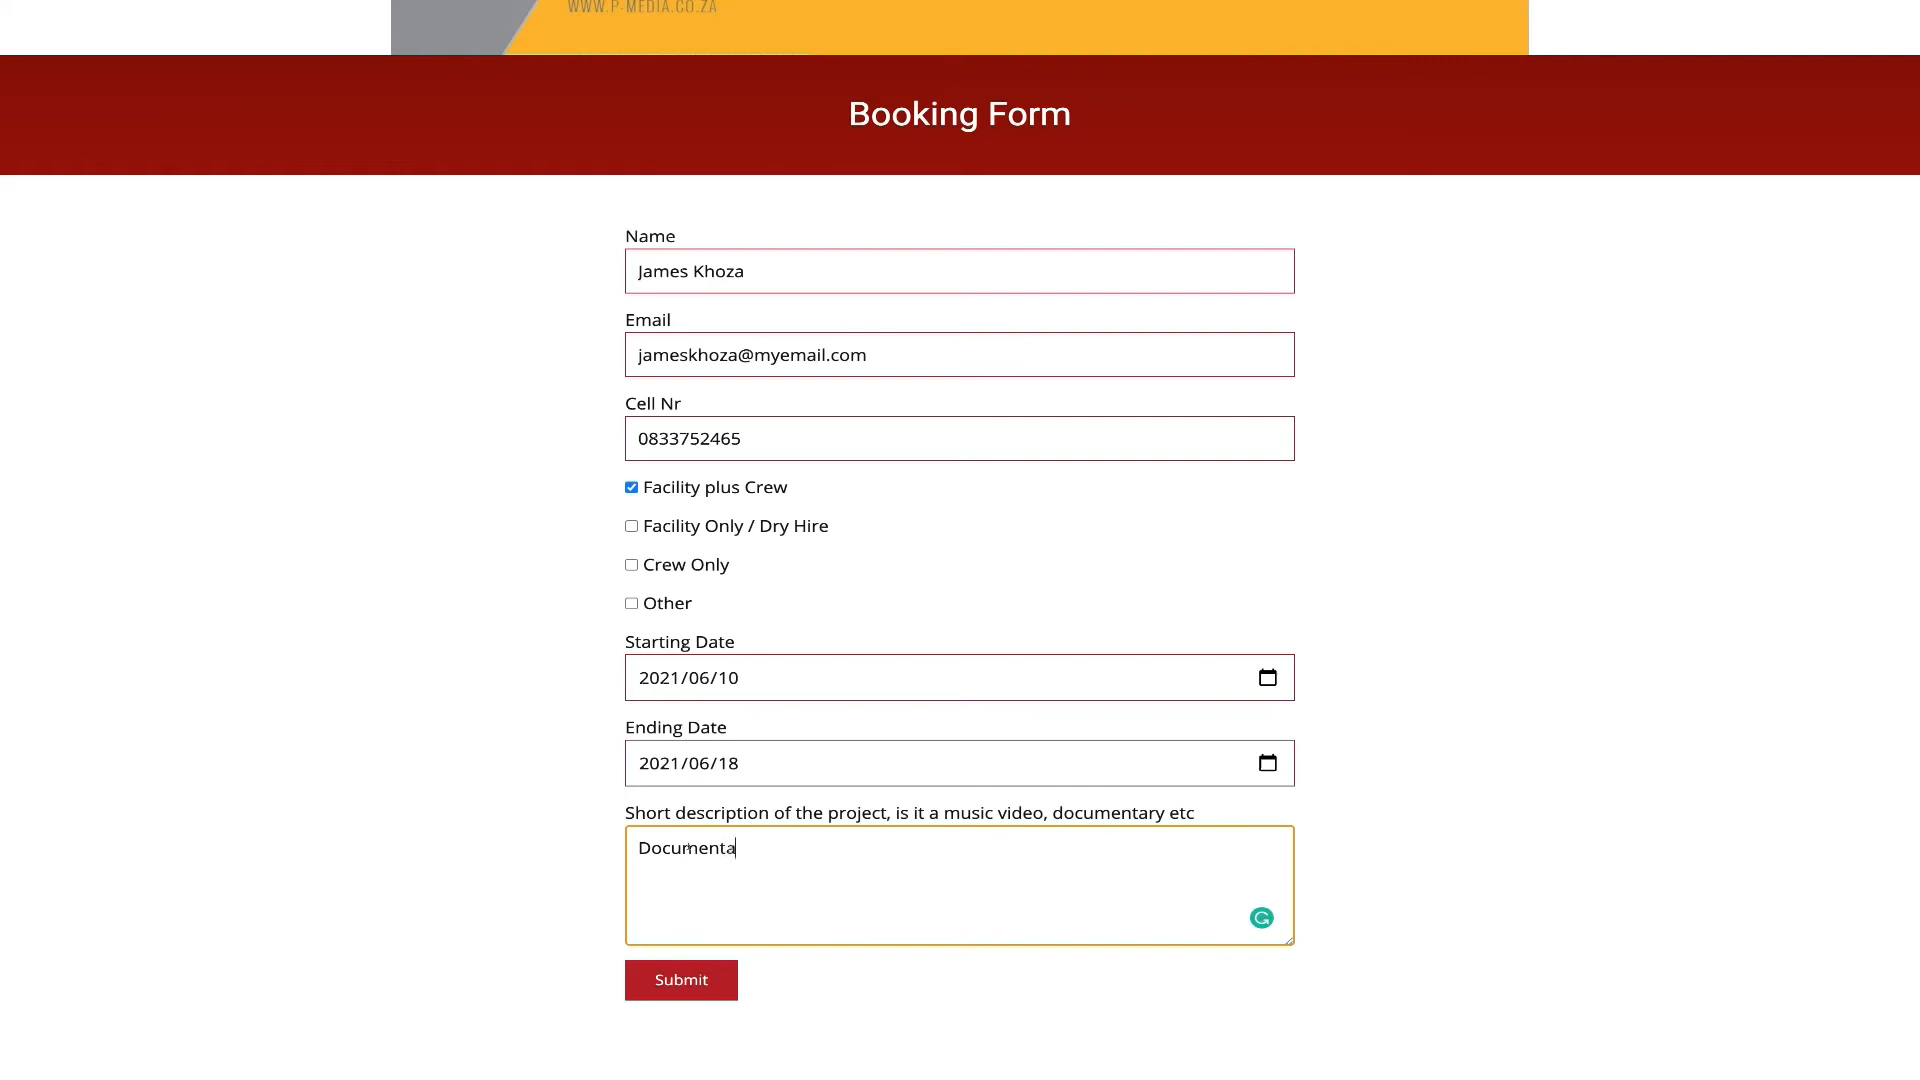 WWW.P-MEDIA.CO.ZA
Booking Form
Name
James Khoza
Email
jameskhoza@myemail.com
Cell Nr
0833752465
Facility plus Crew
Facility Only / Dry Hire
Crew Only
Other
Starting Date
2021/06/10
Ending Date
2021/06/18
Short description of the project, is it a music video, documentary etc
Documenta
Submit